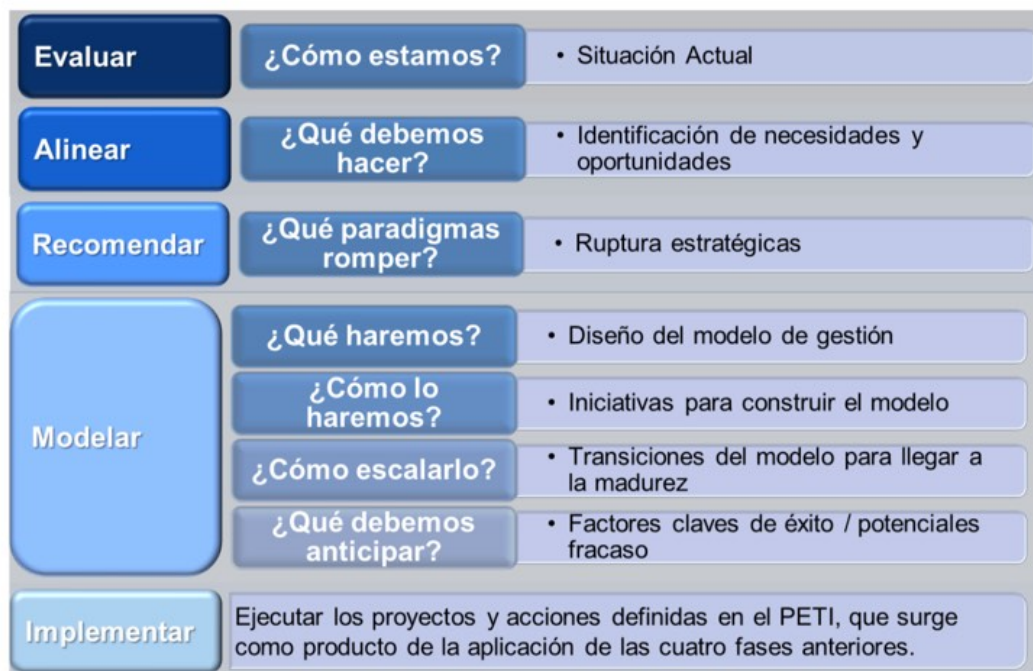 Evaluar
¿Cómo estamos?
• Situación Actual
Alinear
¿Qué debemos
hacer?
• Identificación de necesidades y
oportunidades
Recomendar
¿Qué paradigmas
romper?
• Ruptura estratégicas
Modelar
¿Qué haremos?
• Diseño del modelo de gestión
¿Cómo lo
haremos?
• Iniciativas para construir el modelo
¿Cómo escalarlo?
• Transiciones del modelo para llegar a
la madurez
¿Qué debemos
anticipar?
• Factores claves de éxito / potenciales
fracaso
Implementar
Ejecutar los proyectos y acciones definidas en el PETI, que surge
como producto de la aplicación de las cuatro fases anteriores.